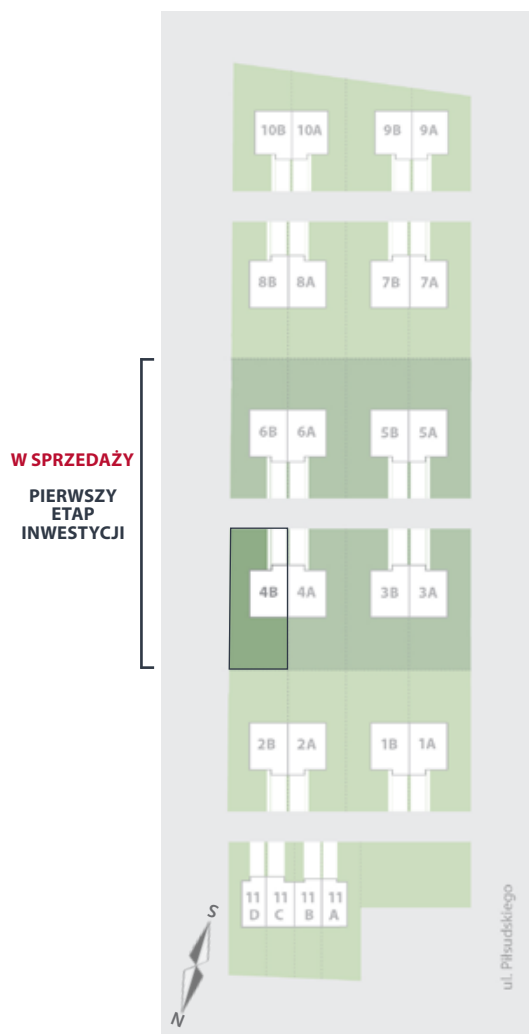 10B 10A 9B 9A
8B 8A 7B 7A
6B 6A 5B 5A
W SPRZEDAŻY
PIERWSZY
ETAP
INWESTYCJI
4B 4A 3B 3A
2B 2A 1B 1A
11 11 11 11
D C B A
ul. Piłsudskiego
S
N